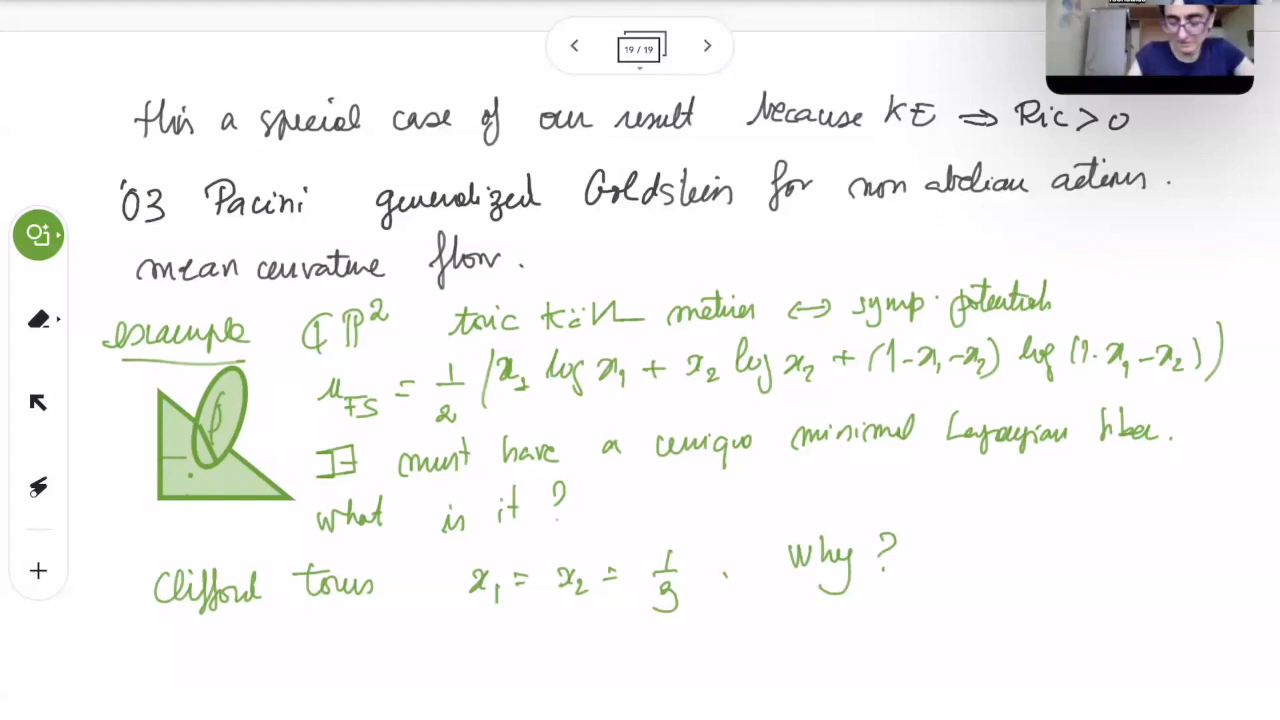 19 / 19
this a special case of our result because KE ⇒ Ric > 0
'03 Pacini generalized Goldstein for non abelian actions.
mean curvature flow.
example ℂℙ² toric Käh metrics ↔ symp. potentials
u_FS = 1/2 (x₁ log x₁ + x₂ log x₂ + (1-x₁-x₂) log (1-x₁-x₂))
must have a unique minimal Lagrangian fiber.
what is it?
Clifford torus x₁ = x₂ = 1/3. Why?